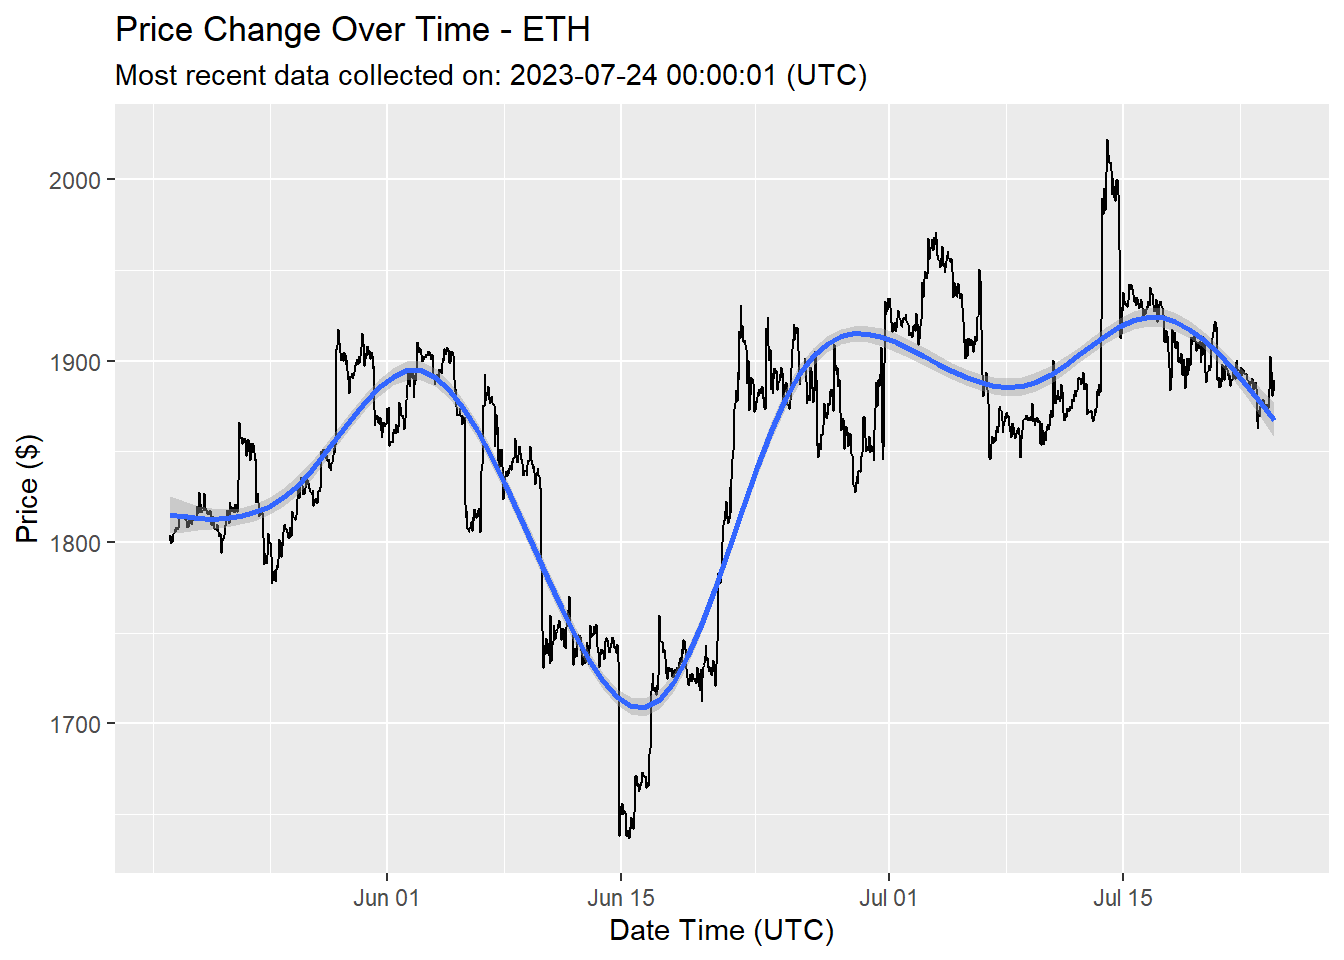 Price Change Over Time - ETH
Most recent data collected on: 2023-07-24 00:00:01 (UTC)
2000
1900
1800
1700
Price ($)
Jun 01 Jun 15 Jul 01 Jul 15
Date Time (UTC)